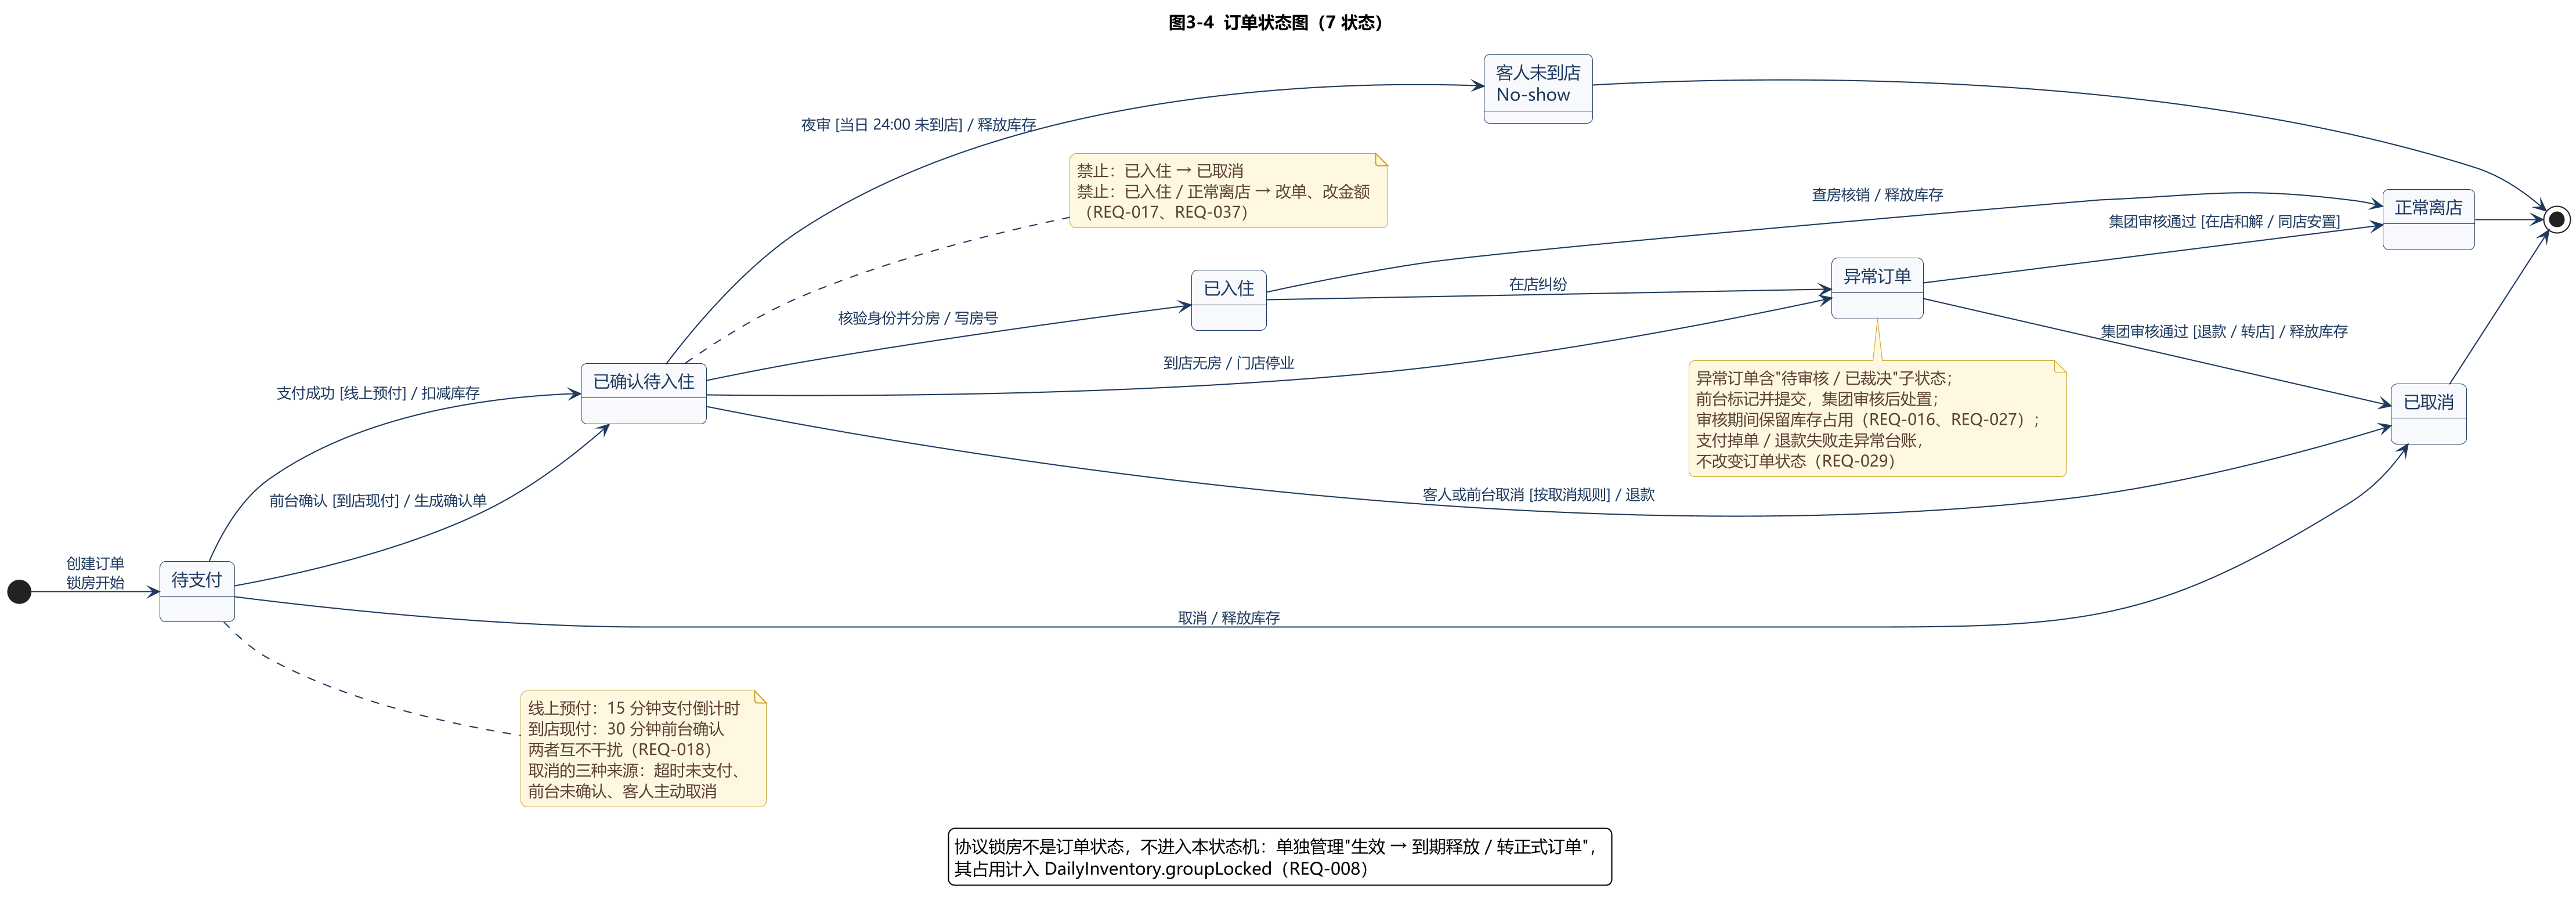 图3-4 订单状态图（7 状态）
客人未到店
No-show
夜审 [当日 24:00 未到店] / 释放库存
禁止：已入住 → 已取消
禁止：已入住 / 正常离店 → 改单、改金额
（REQ-017、REQ-037）
查房核销 / 释放库存
正常离店
集团审核通过 [在店和解 / 同店安置]
已入住
异常订单
在店纠纷
核验身份并分房 / 写房号
集团审核通过 [退款 / 转店] / 释放库存
到店无房 / 门店停业
已确认待入住
异常订单含"待审核 / 已裁决"子状态；
前台标记并提交，集团审核后处置；
审核期间保留库存占用（REQ-016、REQ-027）；
支付掉单 / 退款失败走异常台账，
不改变订单状态（REQ-029）
支付成功 [线上预付] / 扣减库存
已取消
客人或前台取消 [按取消规则] / 退款
前台确认 [到店现付] / 生成确认单
创建订单
锁房开始
待支付
取消 / 释放库存
线上预付：15 分钟支付倒计时
到店现付：30 分钟前台确认
两者互不干扰（REQ-018）
取消的三种来源：超时未支付、
前台未确认、客人主动取消
协议锁房不是订单状态，不进入本状态机：单独管理"生效 → 到期释放 / 转正式订单"，
其占用计入 DailyInventory.groupLocked（REQ-008）